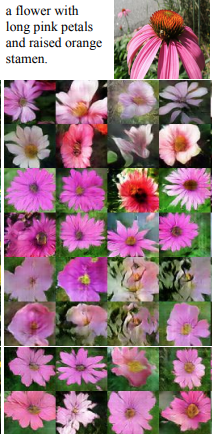 a flower with
long pink petals
and raised orange
stamen.